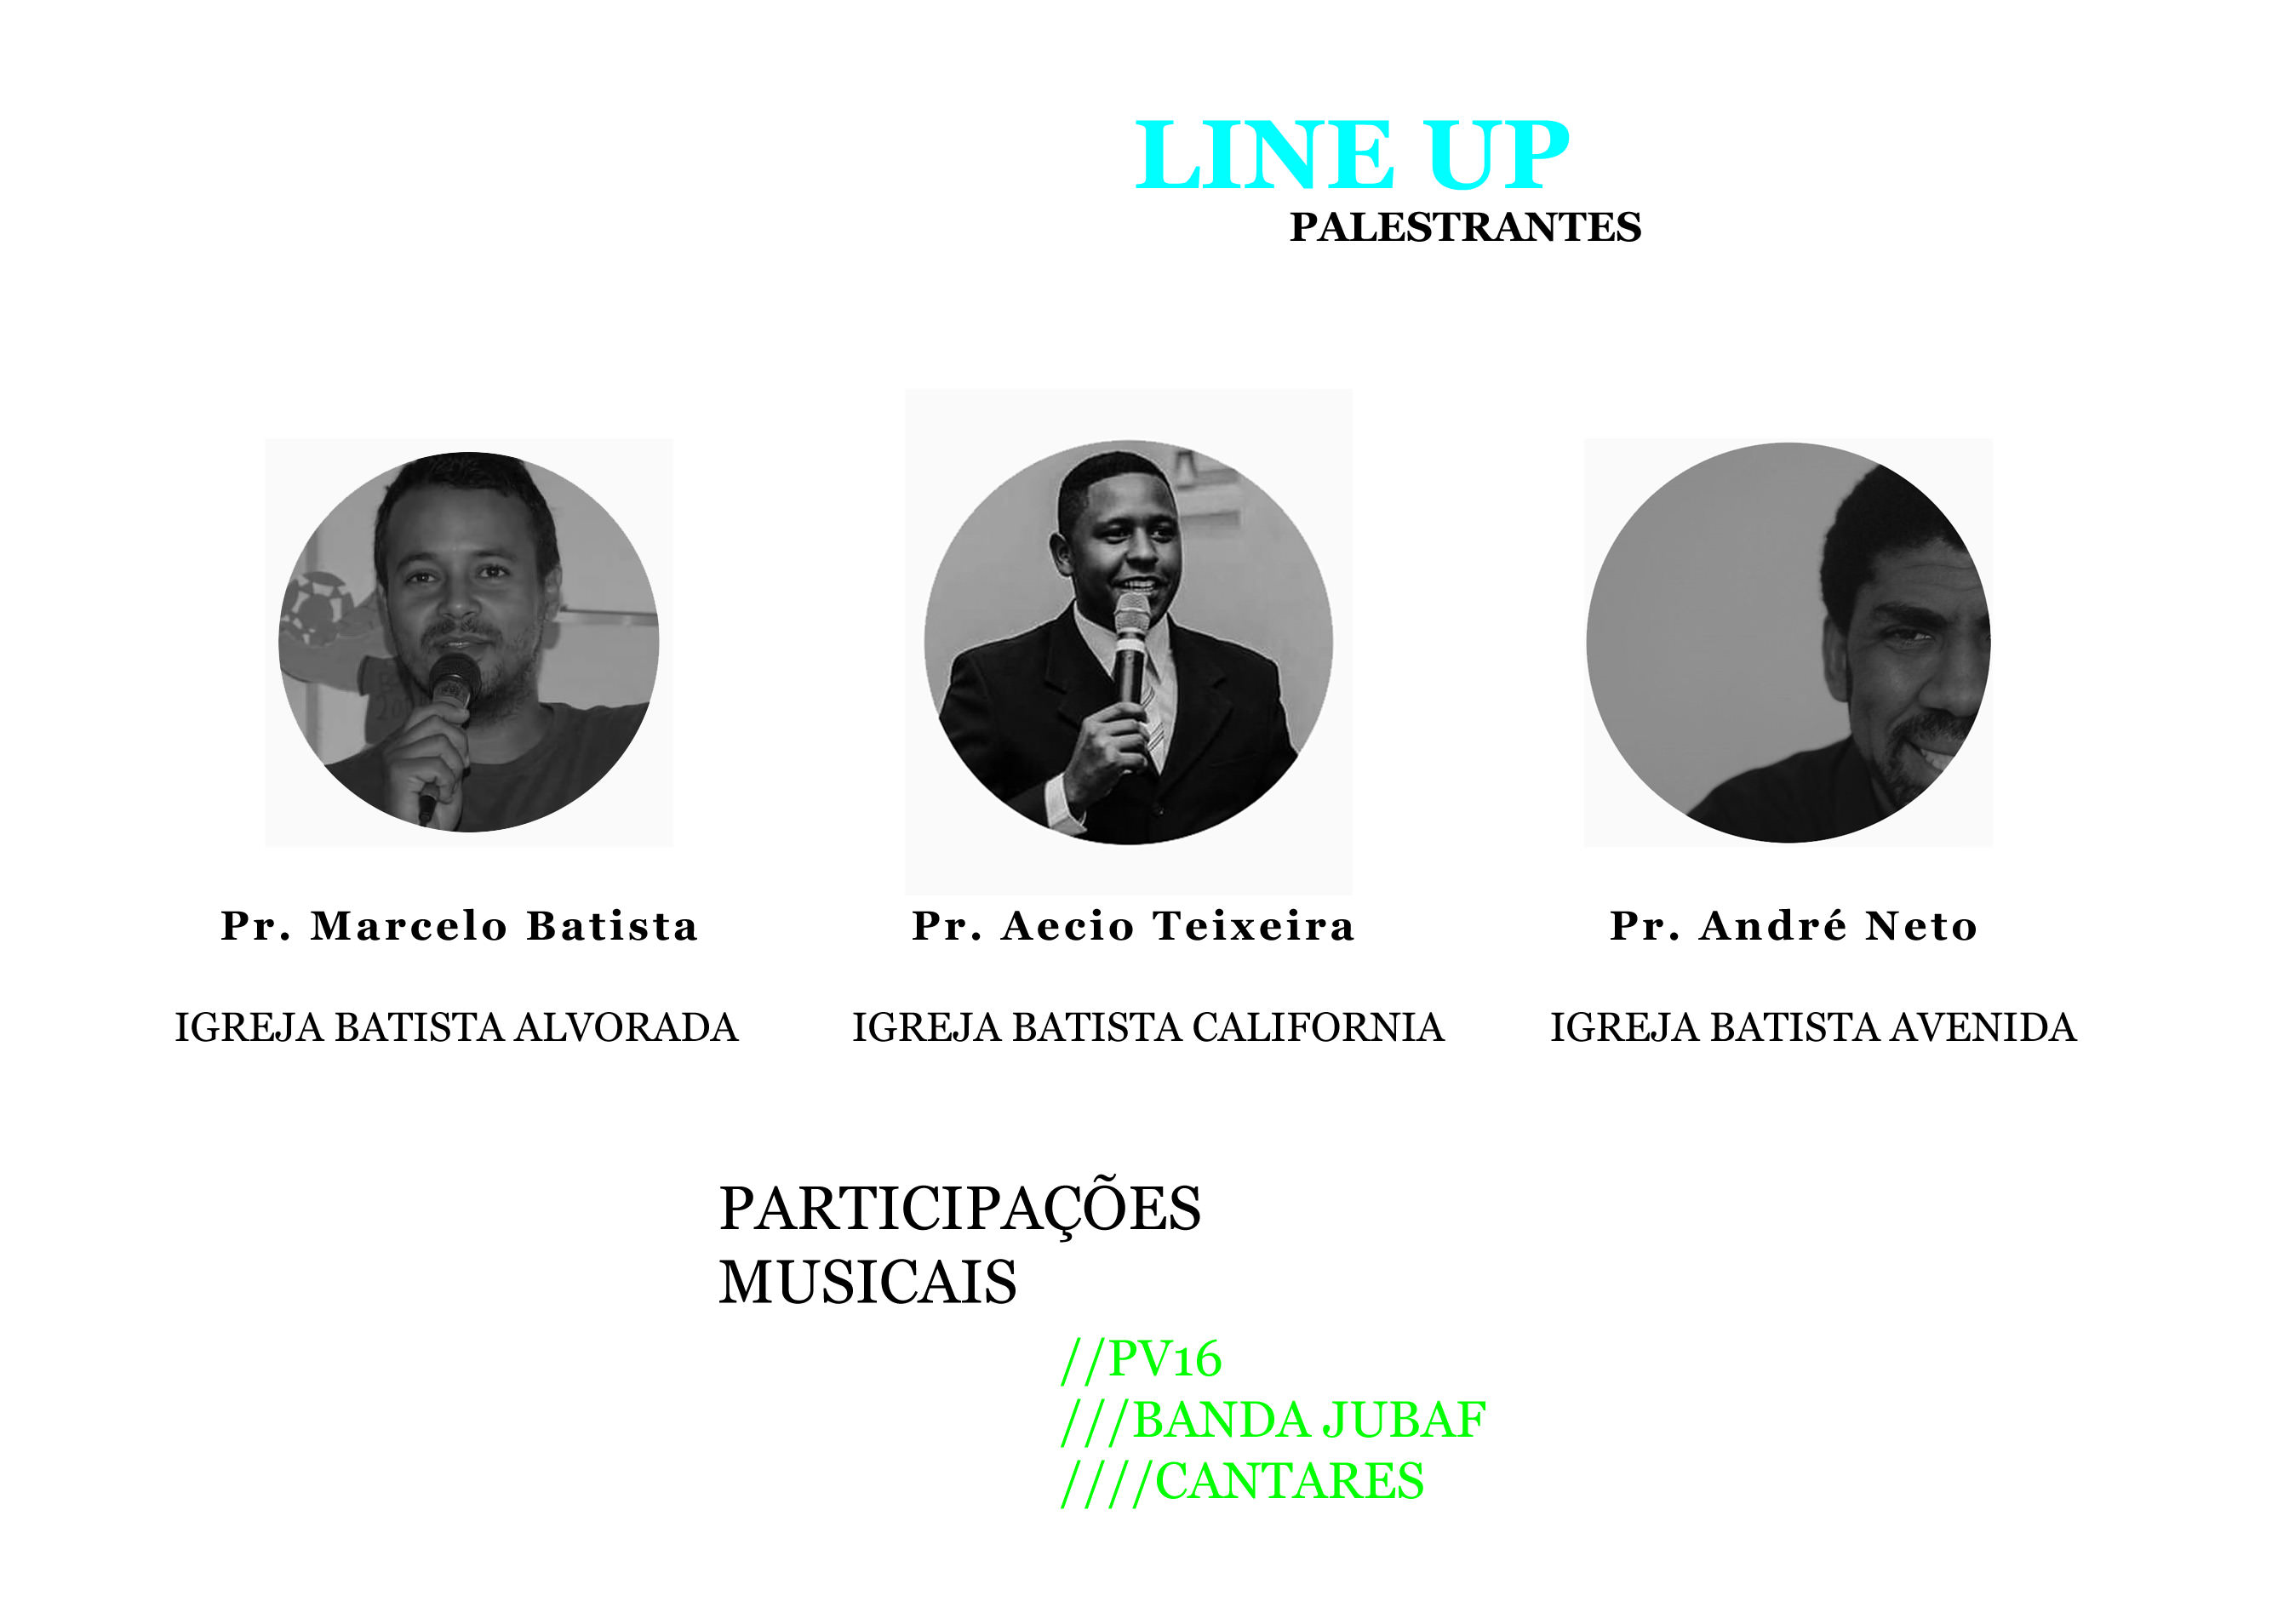 LINE UP
PALESTRANTES
Pr. Marcelo Batista
Pr. Aecio Teixeira
Pr. André Neto
IGREJA BATISTA ALVORADA
IGREJA BATISTA CALIFORNIA
IGREJA BATISTA AVENIDA
PARTICIPAÇÕES
MUSICAIS
//PV16
///BANDA JUBAF
////CANTARES